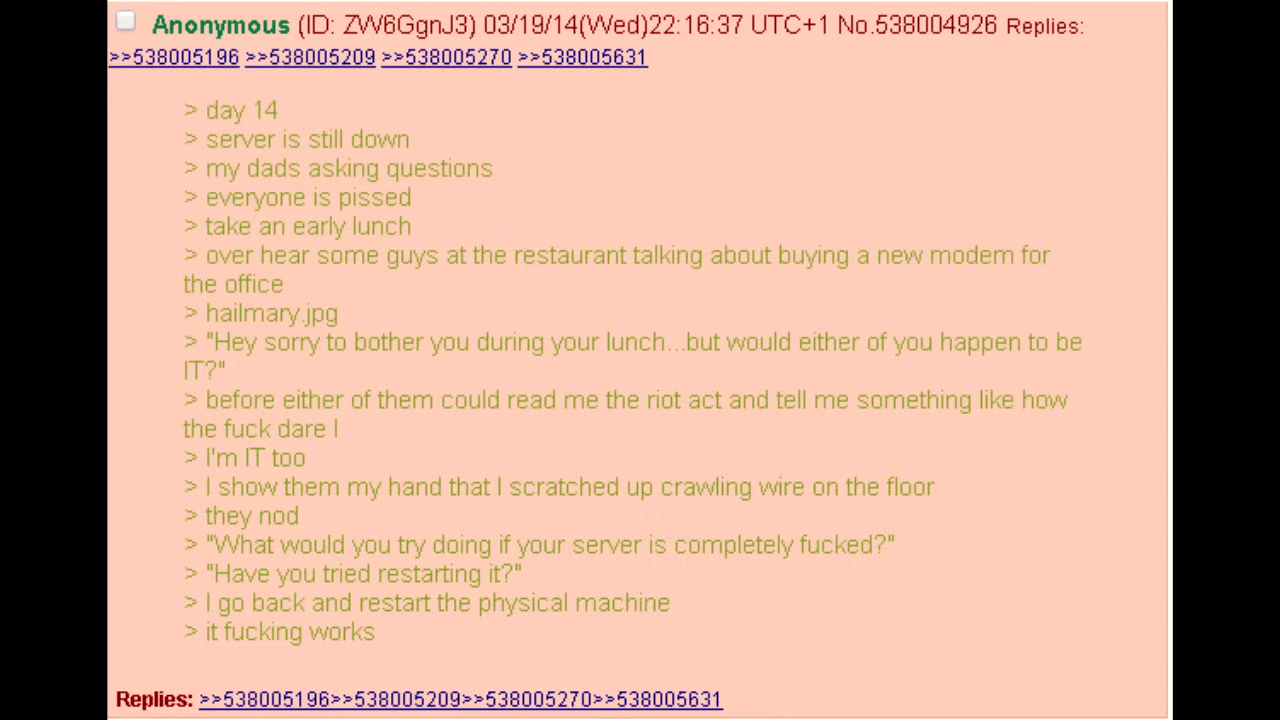 Anonymous (ID: ZW6GgnJ3) 03/19/14(Wed)22:16:37 UTC+1 No.538004926 Replies:
>>538005196 >>538005209 >>538005270 >>538005631
> day 14
> server is still down
> my dads asking questions
> everyone is pissed
> take an early lunch
> over hear some guys at the restaurant talking about buying a new modem for
the office
> hailmary.jpg
> "Hey sorry to bother you during your lunch...but would either of you happen to be
IT?"
> before either of them could read me the riot act and tell me something like how
the fuck dare I
> I'm IT too
> I show them my hand that I scratched up crawling wire on the floor
> they nod
> "What would you try doing if your server is completely fucked?"
> "Have you tried restarting it?"
> I go back and restart the physical machine
> it fucking works
Replies: >>538005196>>538005209>>538005270>>538005631